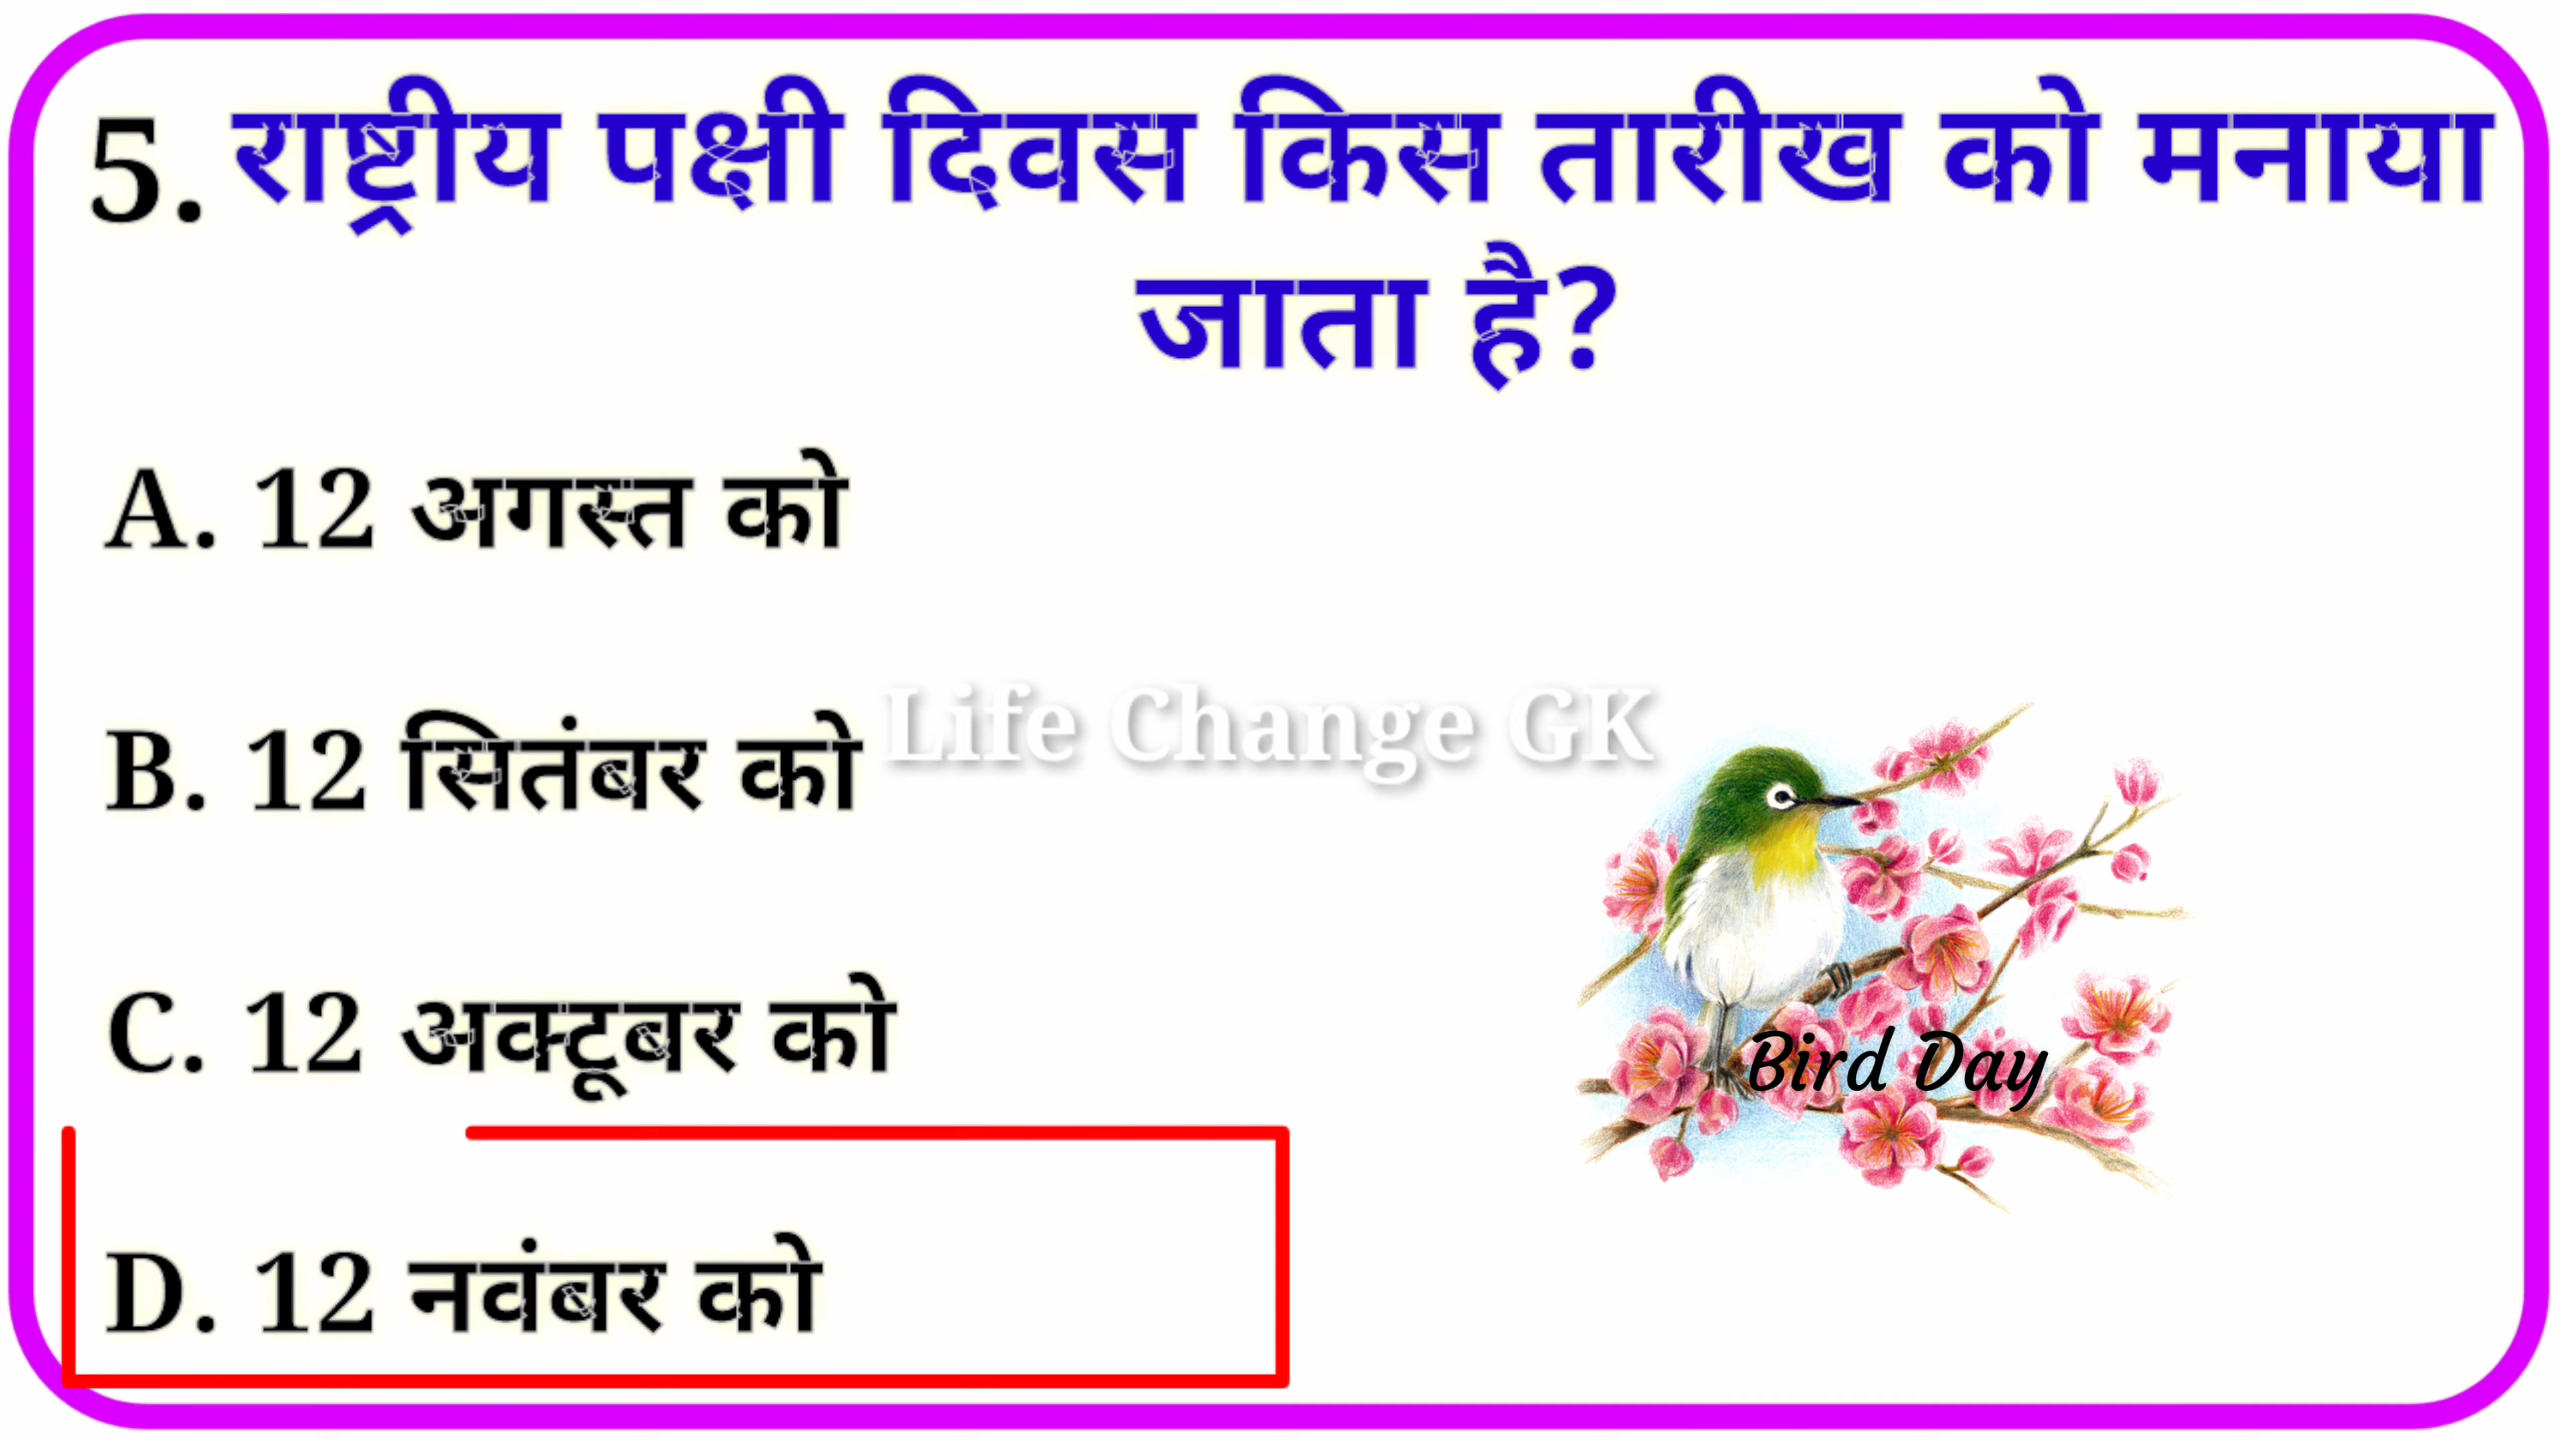 5. राष्ट्रीय पक्षी दिवस किस तारीख को मनाया
जाता है?
A. 12 अगस्त को
B. 12 सितंबर को
Life Change GK
C. 12 अक्टूबर को
Bird Day
D. 12 नवंबर को